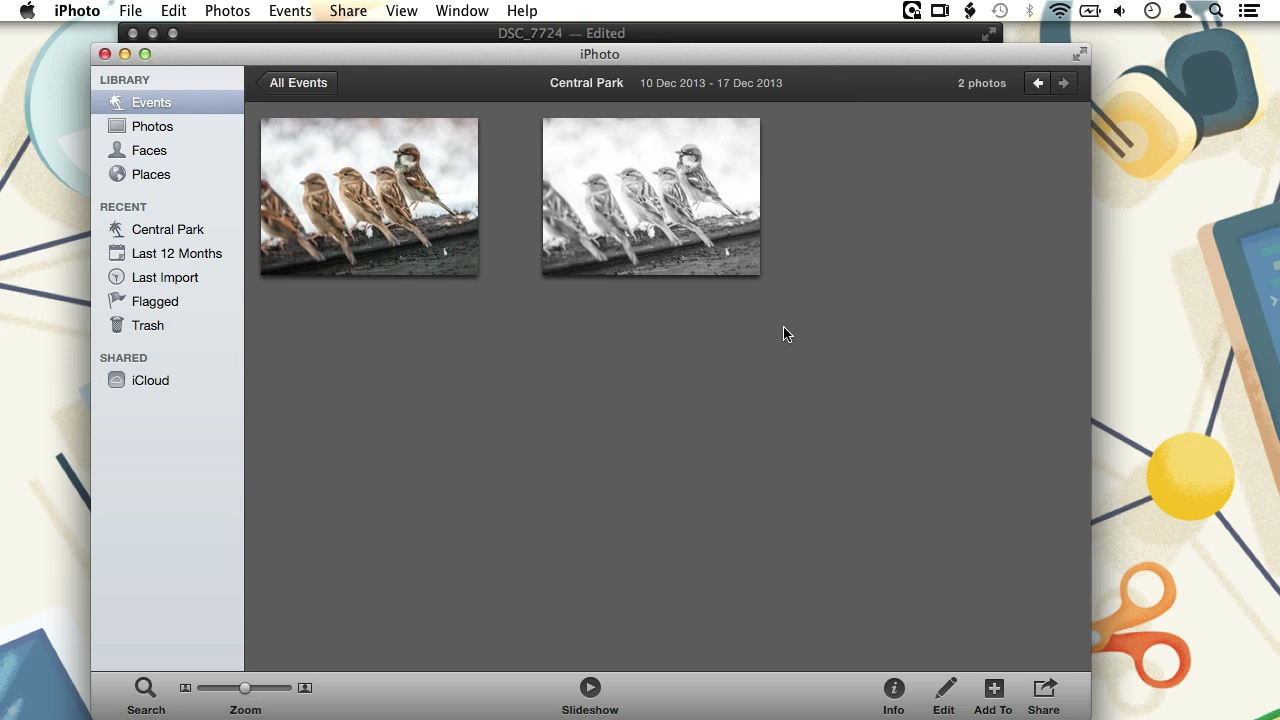 iPhoto File Edit Photos Events Share View Window Help
DSC_7724 — Edited
iPhoto
LIBRARY
Events
Photos
Faces
Places
RECENT
Central Park
Last 12 Months
Last Import
Flagged
Trash
SHARED
iCloud
All Events
Central Park 10 Dec 2013 - 17 Dec 2013
2 photos
Search
Zoom
Slideshow
Info
Edit
Add To
Share